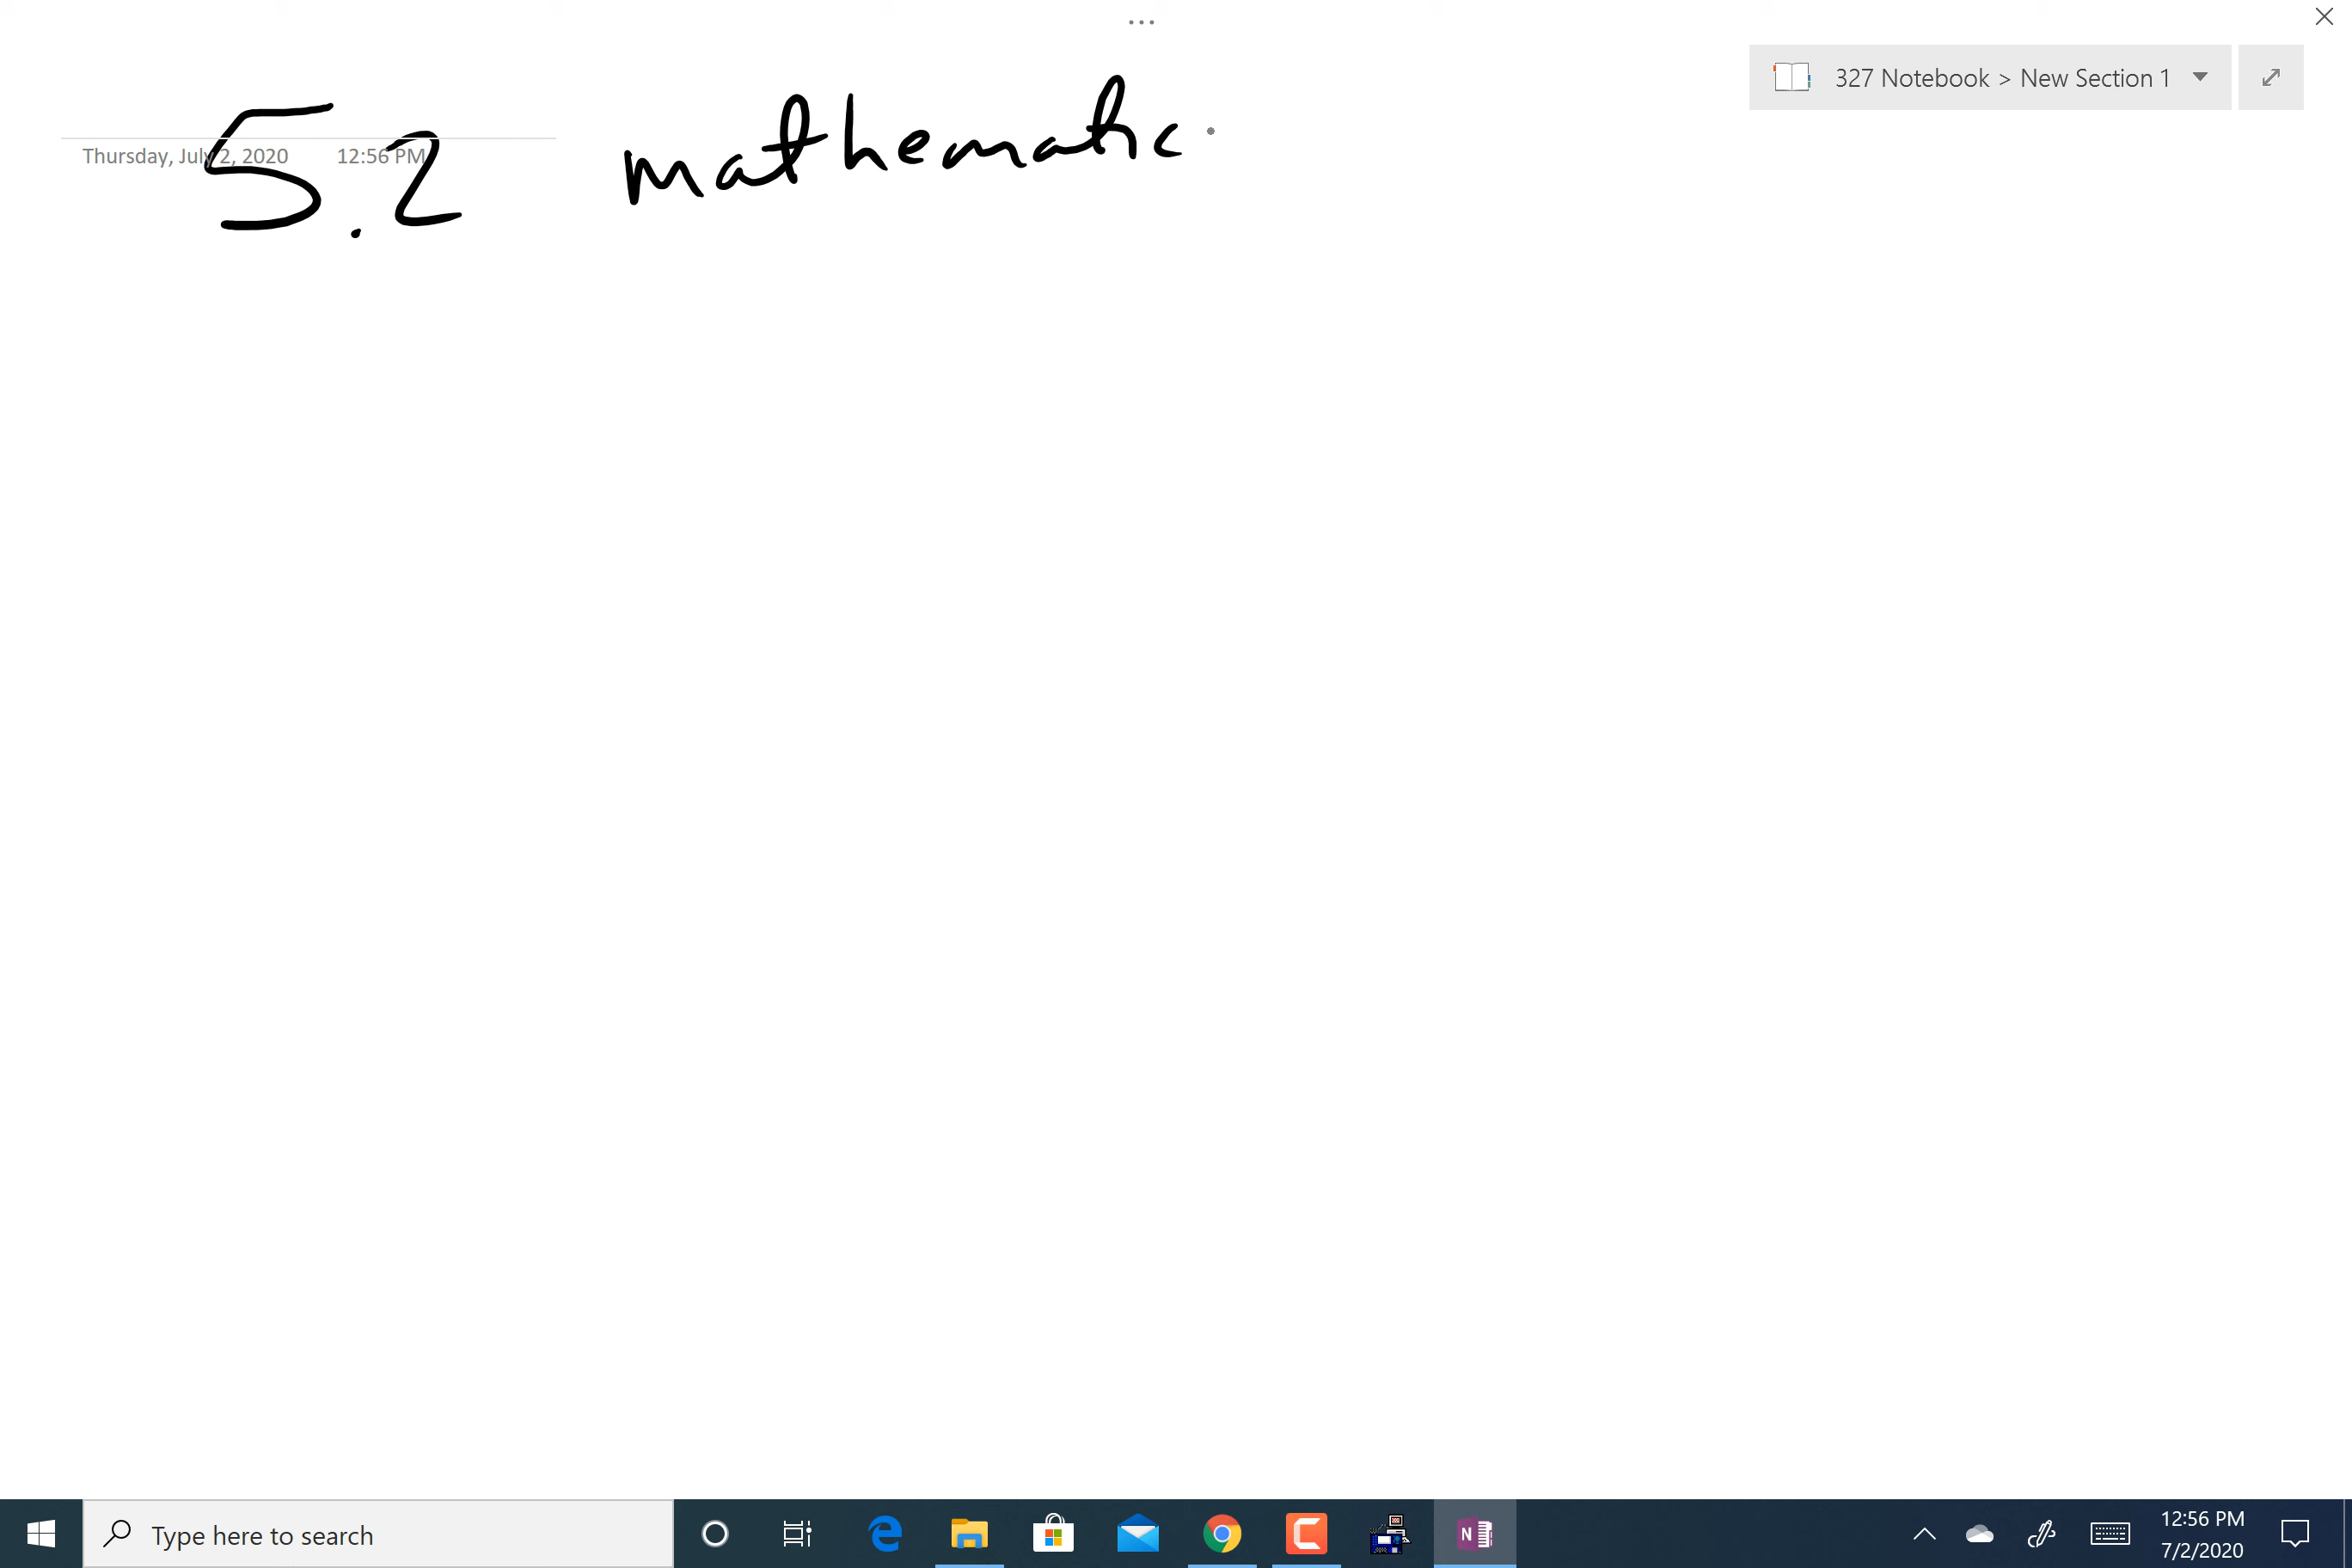 327 Notebook > New Section 1
5.2 mathematic
Thursday, July 2, 2020 12:56 PM
Type here to search
12:56 PM
7/2/2020